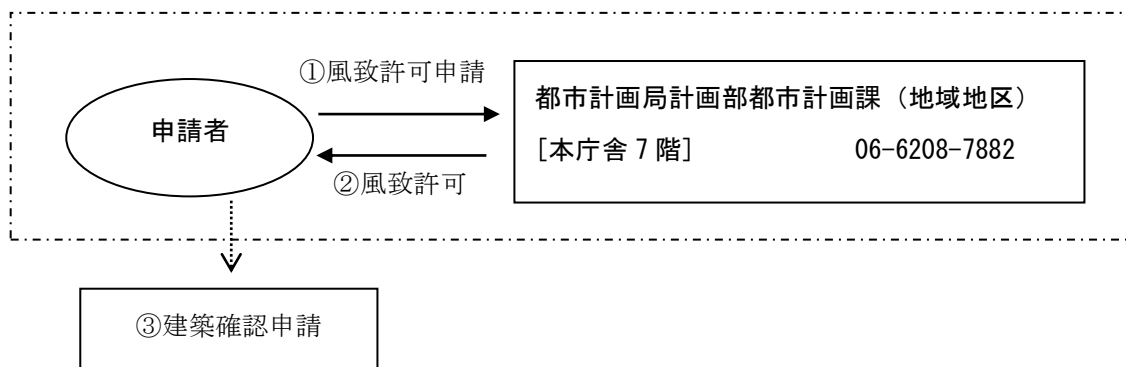 ①風致許可申請
申請者
都市計画局計画部都市計画課（地域地区）
[本庁舎7階] 06-6208-7882
②風致許可
③建築確認申請